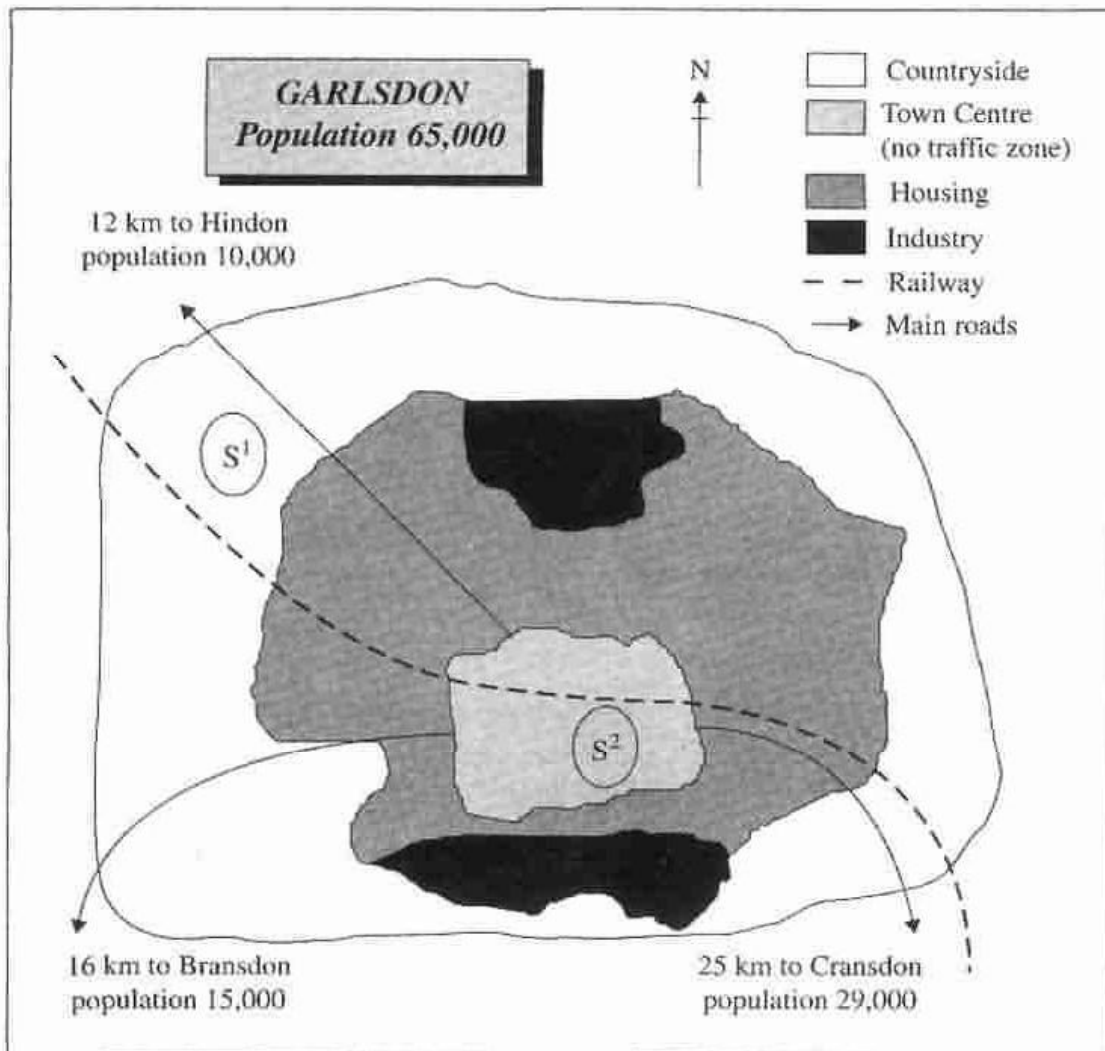 GARLSDON
Population 65,000
N
Countryside
Town Centre
(no traffic zone)
Housing
Industry
Railway
Main roads
12 km to Hindon
population 10,000
S¹
S²
16 km to Bransdon
population 15,000
25 km to Cransdon
population 29,000